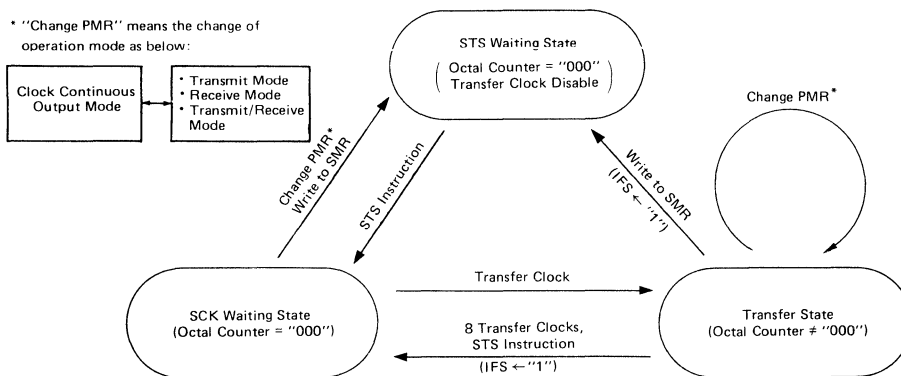 * "Change PMR" means the change of
operation mode as below:
Clock Continuous
Output Mode
• Transmit Mode
• Receive Mode
• Transmit/Receive
Mode
STS Waiting State
( Octal Counter = "000"
Transfer Clock Disable )
Change PMR*
Change PMR*
Write to SMR
STS Instruction
Write to SMR
(IFS ← "1")
SCK Waiting State
(Octal Counter = "000")
Transfer Clock
8 Transfer Clocks,
STS Instruction
(IFS ← "1")
Transfer State
(Octal Counter ≠ "000")